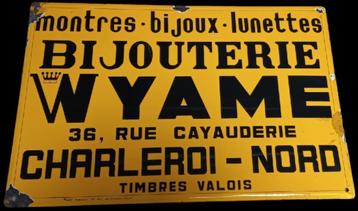 montres · bijoux · lunettes
BIJOUTERIE
WYAME
36, RUE CAYAUDERIE
CHARLEROI - NORD
TIMBRES VALOIS